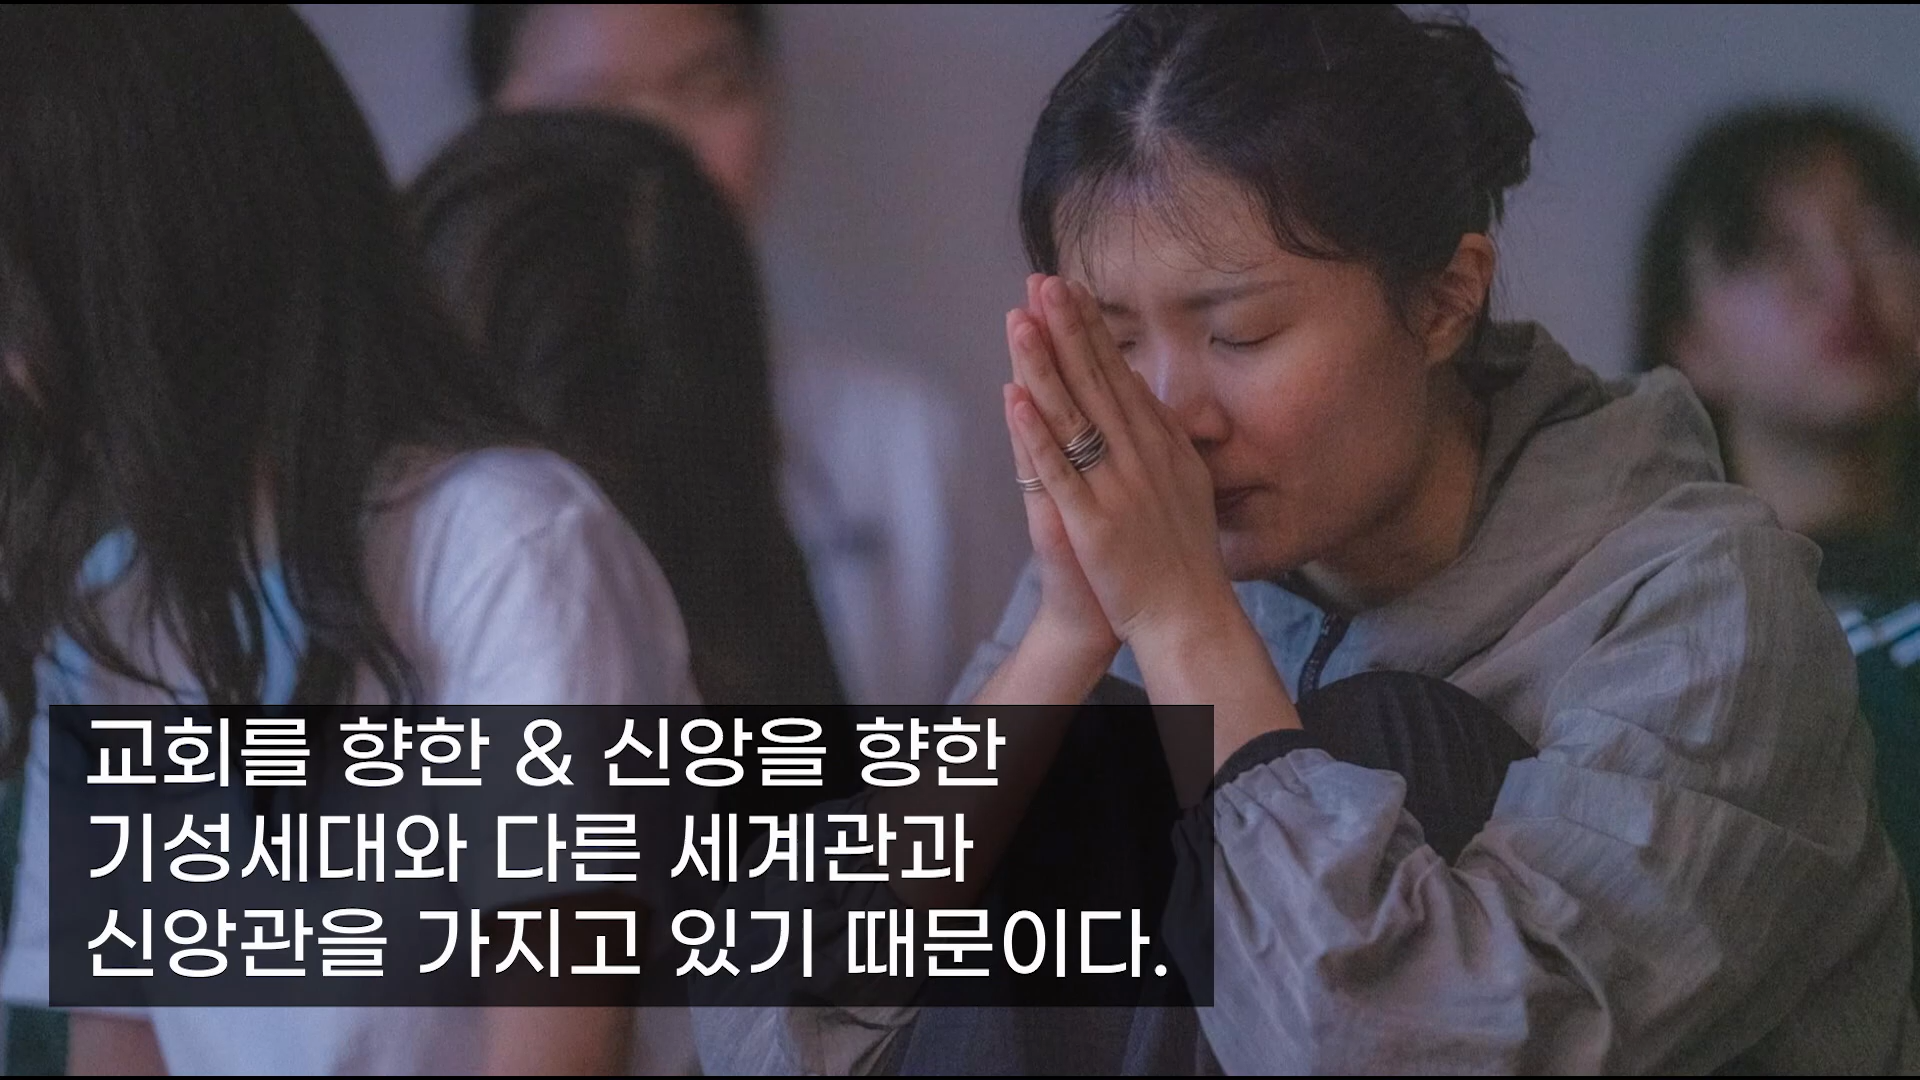 교회를 향한 & 신앙을 향한
기성세대와 다른 세계관과
신앙관을 가지고 있기 때문이다.